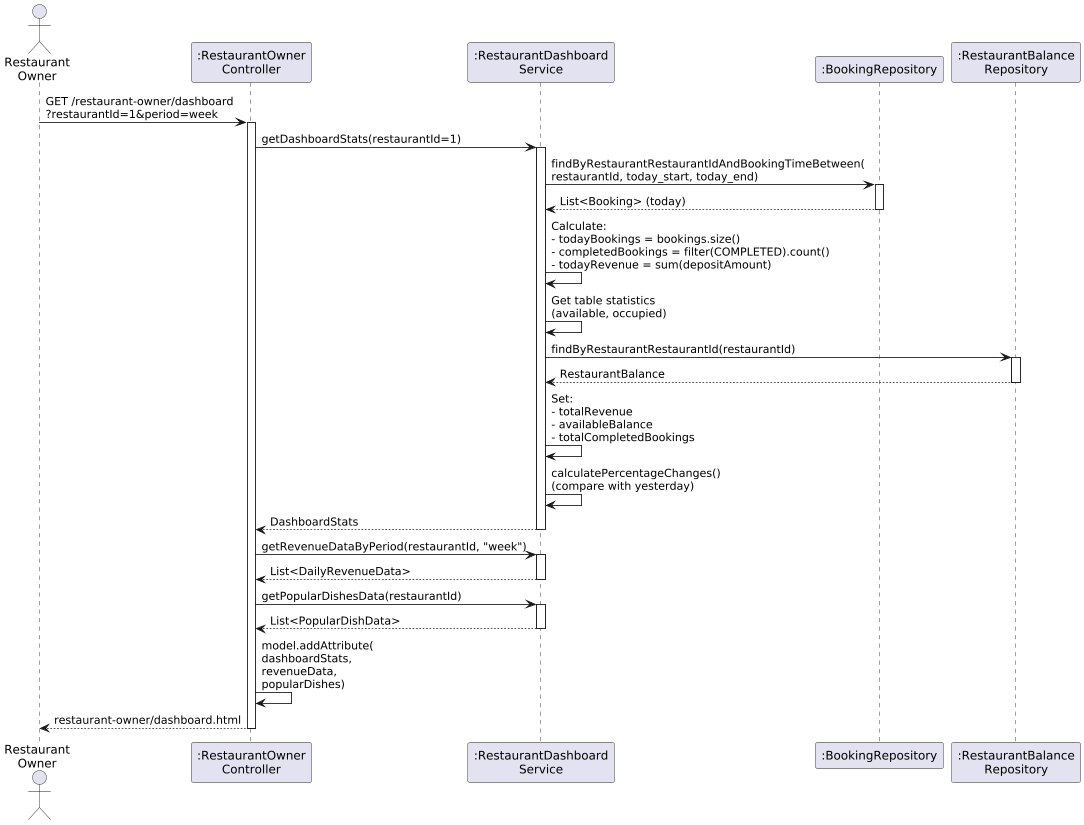 Restaurant
Owner
:RestaurantOwner
Controller
:RestaurantDashboard
Service
:BookingRepository
:RestaurantBalance
Repository
GET /restaurant-owner/dashboard
?restaurantId=1&period=week
getDashboardStats(restaurantId=1)
findByRestaurantRestaurantIdAndBookingTimeBetween(
restaurantId, today_start, today_end)
List<Booking> (today)
Calculate:
- todayBookings = bookings.size()
- completedBookings = filter(COMPLETED).count()
- todayRevenue = sum(depositAmount)
Get table statistics
(available, occupied)
findByRestaurantRestaurantId(restaurantId)
RestaurantBalance
Set:
- totalRevenue
- availableBalance
- totalCompletedBookings
calculatePercentageChanges()
(compare with yesterday)
DashboardStats
getRevenueDataByPeriod(restaurantId, "week")
List<DailyRevenueData>
getPopularDishesData(restaurantId)
List<PopularDishData>
model.addAttribute(
dashboardStats,
revenueData,
popularDishes)
restaurant-owner/dashboard.html
Restaurant
Owner
:RestaurantOwner
Controller
:RestaurantDashboard
Service
:BookingRepository
:RestaurantBalance
Repository